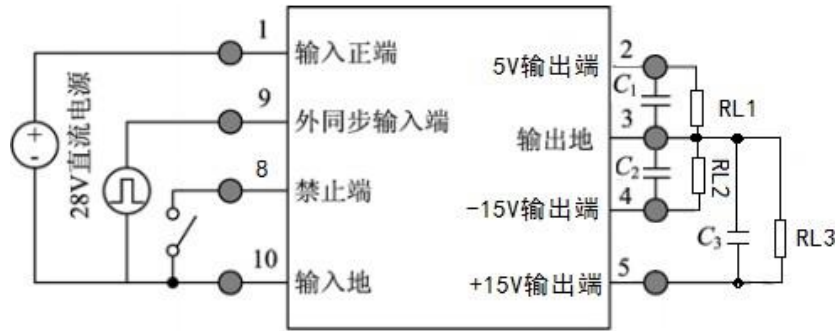 1
输入正端
28V直流电源
+
-
9
外同步输入端
8
禁止端
10
输入地
5V输出端
2
C1
RL1
输出地
3
C2
RL2
-15V输出端
4
C3
RL3
+15V输出端
5